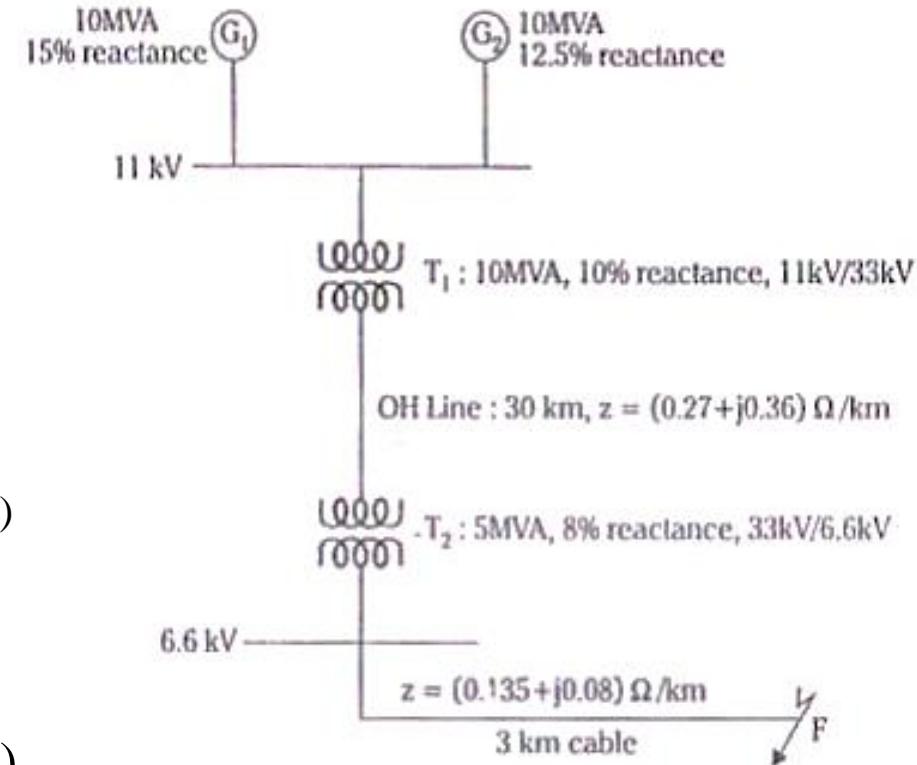 10MVA
15% reactance
G₁
G₂
10MVA
12.5% reactance
11 kV
T₁ : 10MVA, 10% reactance, 11kV/33kV
OH Line : 30 km, z = (0.27+j0.36) Ω/km
)
T₂ : 5MVA, 8% reactance, 33kV/6.6kV
6.6 kV
z = (0.135+j0.08) Ω/km
F
3 km cable
)